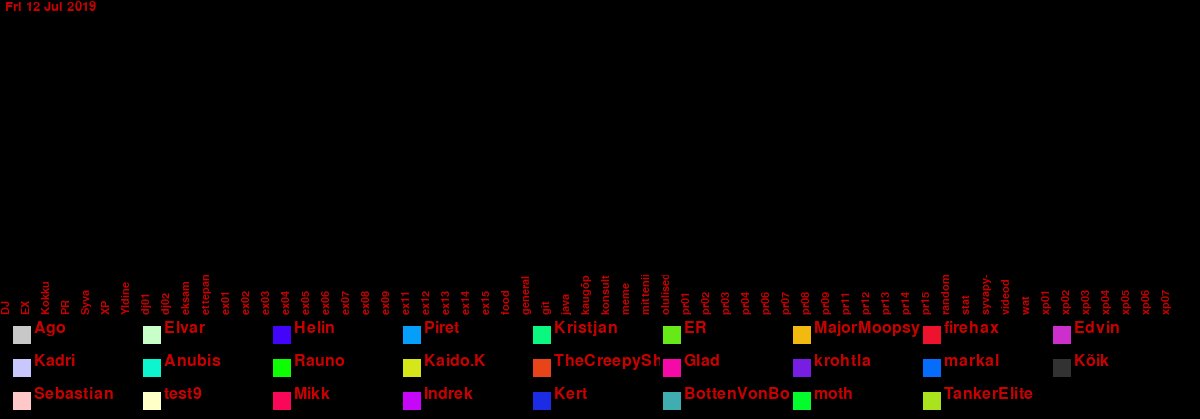 Fri 12 Jul 2019
DJ EX Kokku PR Syva XP Yldine dj01 dj02 eksam ettepan ex01 ex02 ex03 ex04 ex05 ex06 ex07 ex08 ex09 ex11 ex12 ex13 ex14 ex15 food general git java kaugõp konsult meme mittenii olulised pr01 pr02 pr03 pr04 pr06 pr07 pr08 pr09 pr11 pr12 pr13 pr14 pr15 random stat syvapy- videod wat xp01 xp02 xp03 xp04 xp05 xp06 xp07
Ago Elvar Helin Piret Kristjan ER MajorMoopsy firehax Edvin
Kadri Anubis Rauno Kaido.K TheCreepySh Glad krohtla markal Kõik
Sebastian test9 Mikk Indrek Kert BottenVonBo moth TankerElite